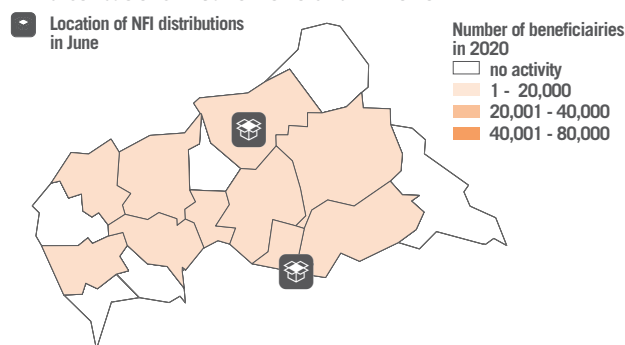 Location of NFI distributions
in June
Number of beneficiairies
in 2020
no activity
1 - 20,000
20,001 - 40,000
40,001 - 80,000